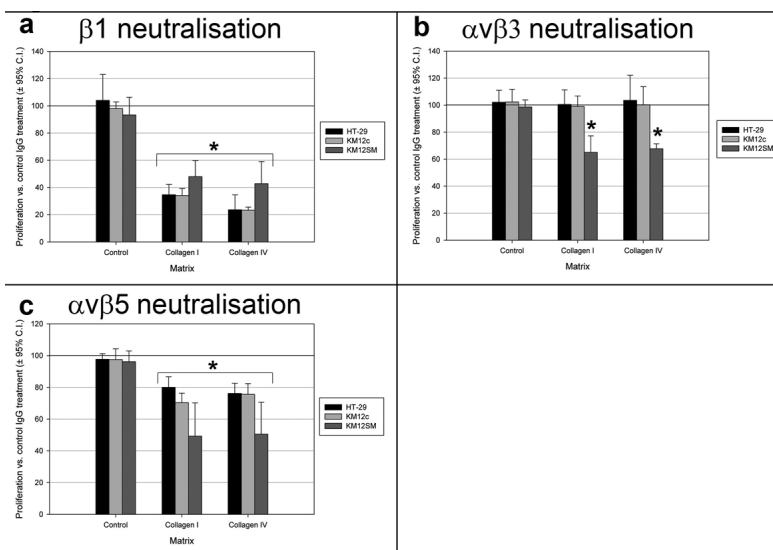 a β1 neutralisation
Proliferation vs. control IgG treatment (± 95% C.I.)
140
120
100
80
60
40
20
0
*
HT-29
KM12c
KM12SM
Control Collagen I Collagen IV
Matrix
b αvβ3 neutralisation
Proliferation vs. control IgG treatment (± 95% C.I.)
140
120
100
80
60
40
20
0
* *
HT-29
KM12c
KM12SM
Control Collagen I Collagen IV
Matrix
c αvβ5 neutralisation
Proliferation vs. control IgG treatment (± 95% C.I.)
120
100
80
60
40
20
0
*
HT-29
KM12c
KM12SM
Control Collagen I Collagen IV
Matrix